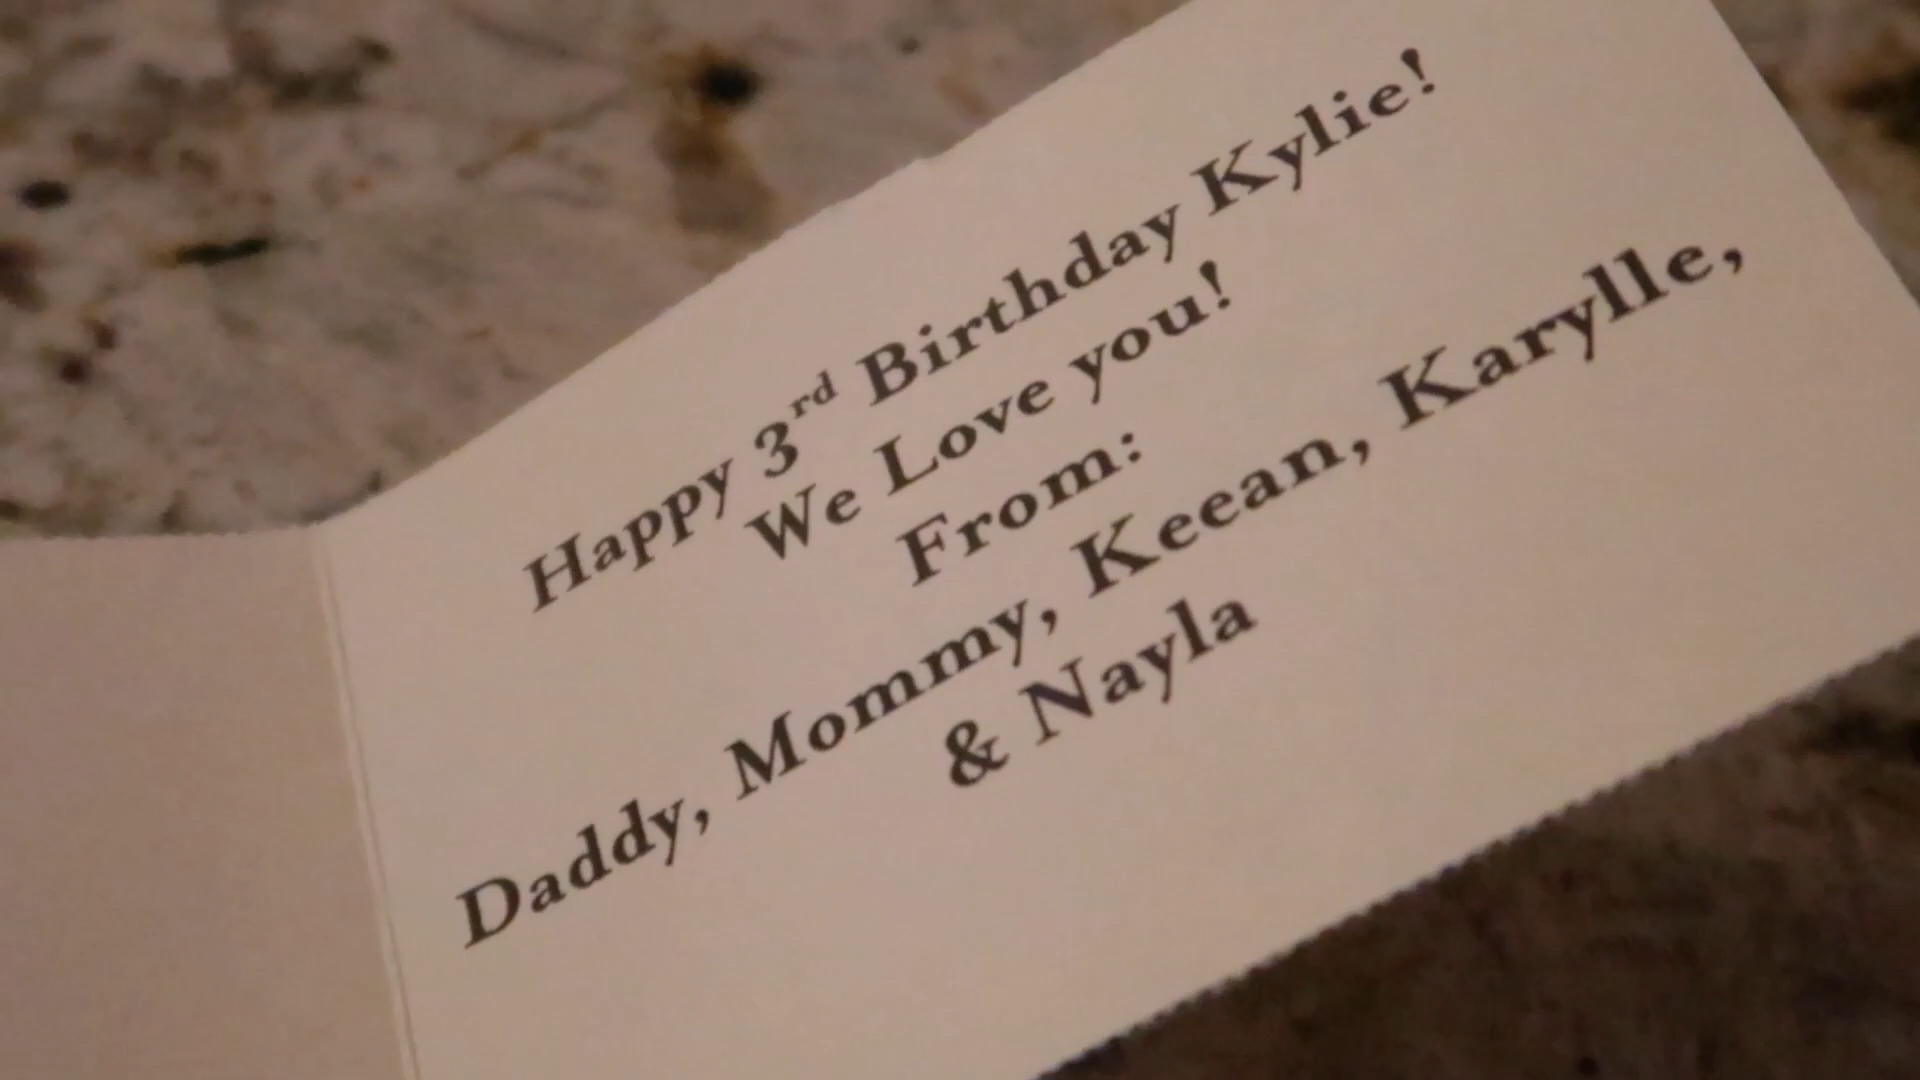 Happy 3rd Birthday Kylie!
We Love you!
From:
Daddy, Mommy, Keean, Karylle,
& Nayla